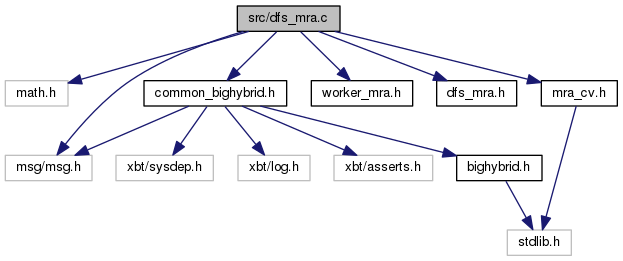 src/dfs_mra.c
math.h
common_bighybrid.h
worker_mra.h
dfs_mra.h
mra_cv.h
msg/msg.h
xbt/sysdep.h
xbt/log.h
xbt/asserts.h
bighybrid.h
stdlib.h